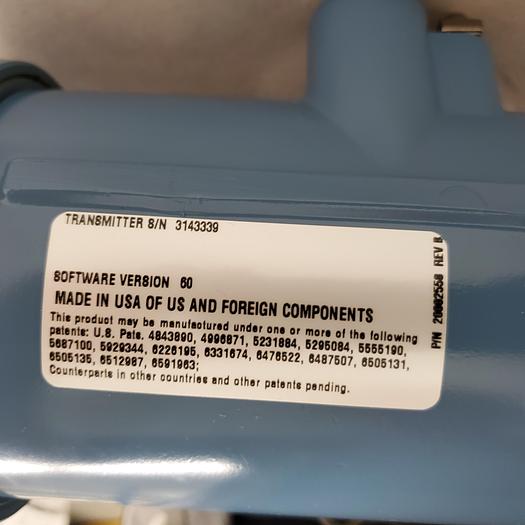 TRANSMITTER S/N 3143339
SOFTWARE VERSION 60
MADE IN USA OF US AND FOREIGN COMPONENTS
This product may be manufactured under one or more of the following
patents: U.S. Pats. 4843890, 4996871, 5231884, 5295084, 5555190,
5687100, 5929344, 6226195, 6331674, 6476522, 6487507, 6505131,
6505135, 6512987, 6591963;
Counterparts in other countries and other patents pending.
P/N 20002558 REV B